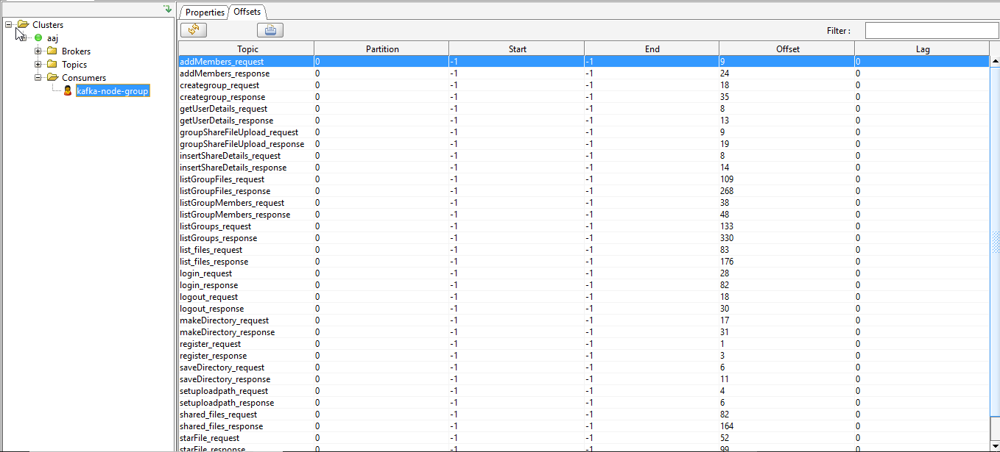 Clusters
aaj
Brokers
Topics
Consumers
kafka-node-group
Properties Offsets
Filter :
Topic Partition Start End Offset Lag
addMembers_request 0 -1 -1 9 0
addMembers_response 0 -1 -1 24 0
creategroup_request 0 -1 -1 18 0
creategroup_response 0 -1 -1 35 0
getUserDetails_request 0 -1 -1 8 0
getUserDetails_response 0 -1 -1 13 0
groupShareFileUpload_request 0 -1 -1 9 0
groupShareFileUpload_response 0 -1 -1 19 0
insertShareDetails_request 0 -1 -1 8 0
insertShareDetails_response 0 -1 -1 14 0
listGroupFiles_request 0 -1 -1 109 0
listGroupFiles_response 0 -1 -1 268 0
listGroupMembers_request 0 -1 -1 38 0
listGroupMembers_response 0 -1 -1 48 0
listGroups_request 0 -1 -1 133 0
listGroups_response 0 -1 -1 330 0
list_files_request 0 -1 -1 83 0
list_files_response 0 -1 -1 176 0
login_request 0 -1 -1 28 0
login_response 0 -1 -1 82 0
logout_request 0 -1 -1 18 0
logout_response 0 -1 -1 30 0
makeDirectory_request 0 -1 -1 17 0
makeDirectory_response 0 -1 -1 31 0
register_request 0 -1 -1 1 0
register_response 0 -1 -1 3 0
saveDirectory_request 0 -1 -1 6 0
saveDirectory_response 0 -1 -1 11 0
setuploadpath_request 0 -1 -1 4 0
setuploadpath_response 0 -1 -1 6 0
shared_files_request 0 -1 -1 82 0
shared_files_response 0 -1 -1 164 0
starFile_request 0 -1 -1 52 0
starFile_response 0 -1 -1 99 0